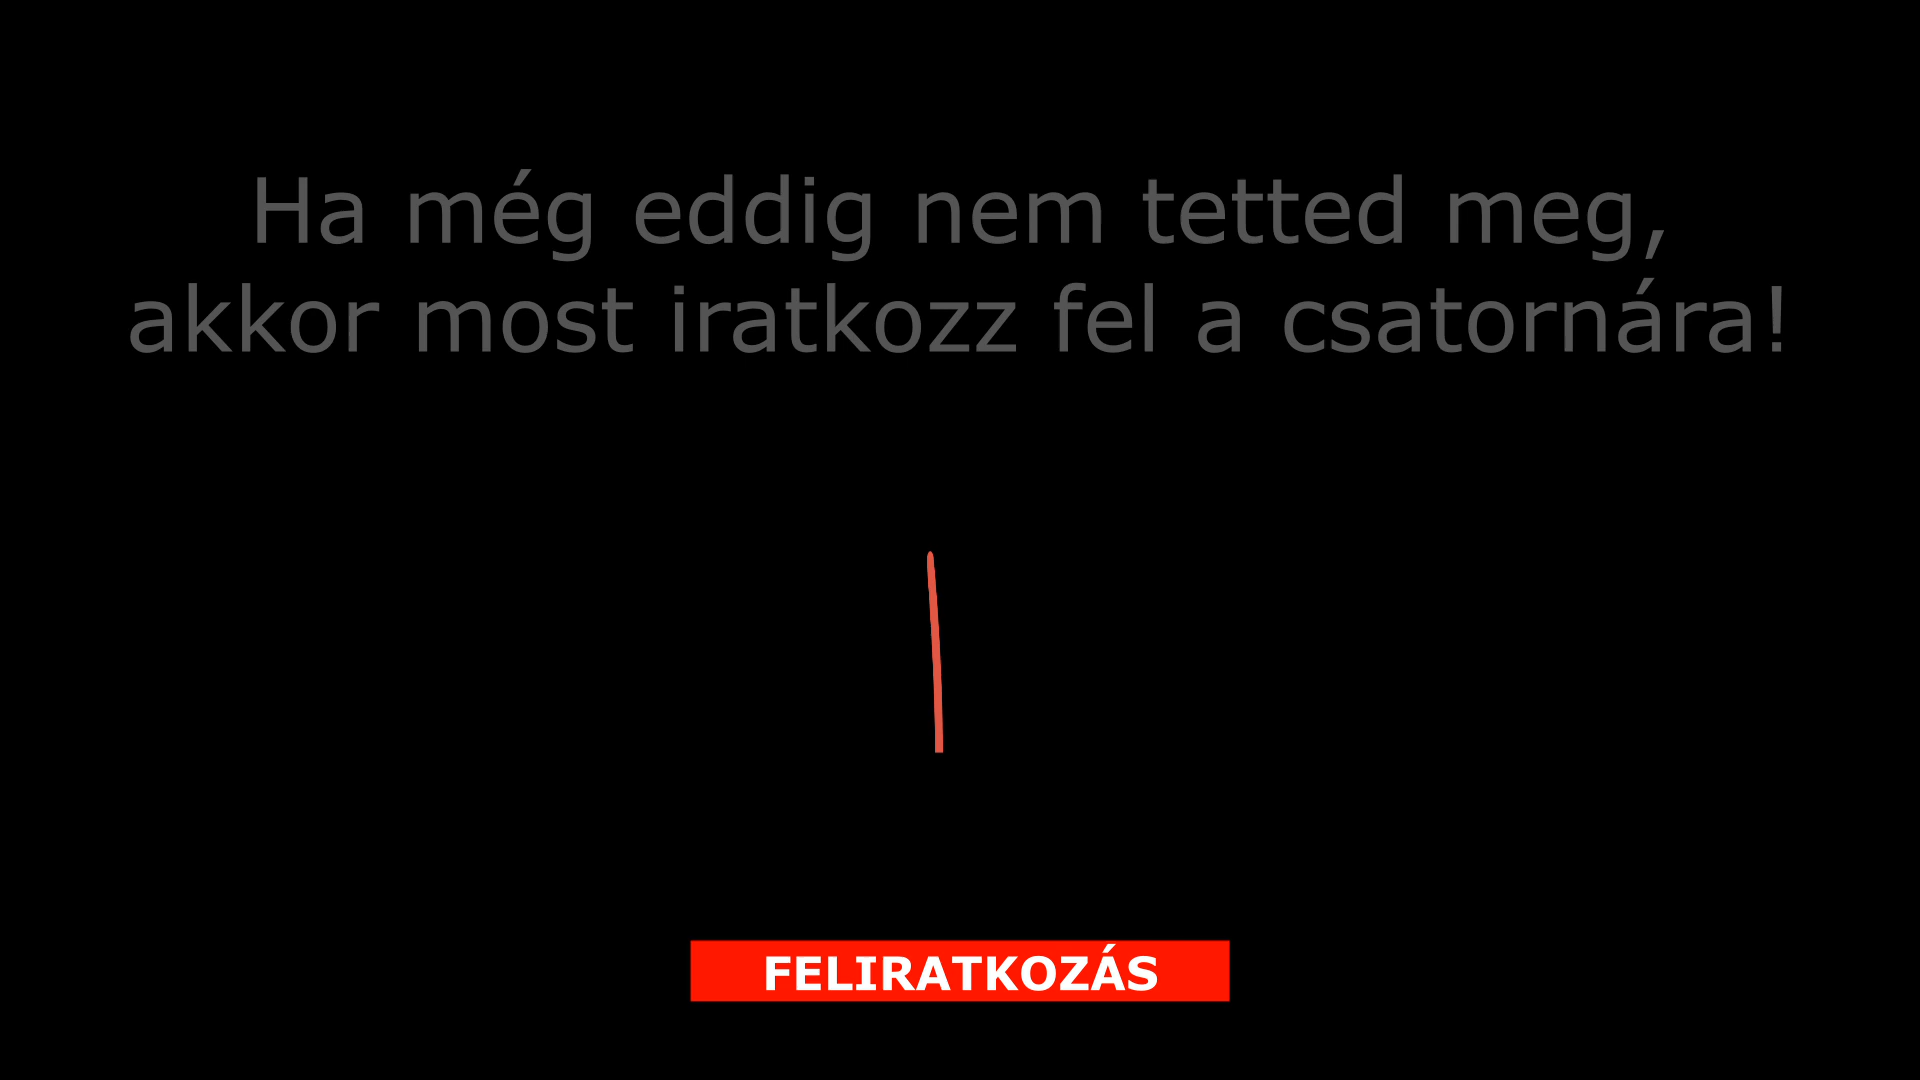 Ha még eddig nem tetted meg,
akkor most iratkozz fel a csatornára!
FELIRATKOZÁS